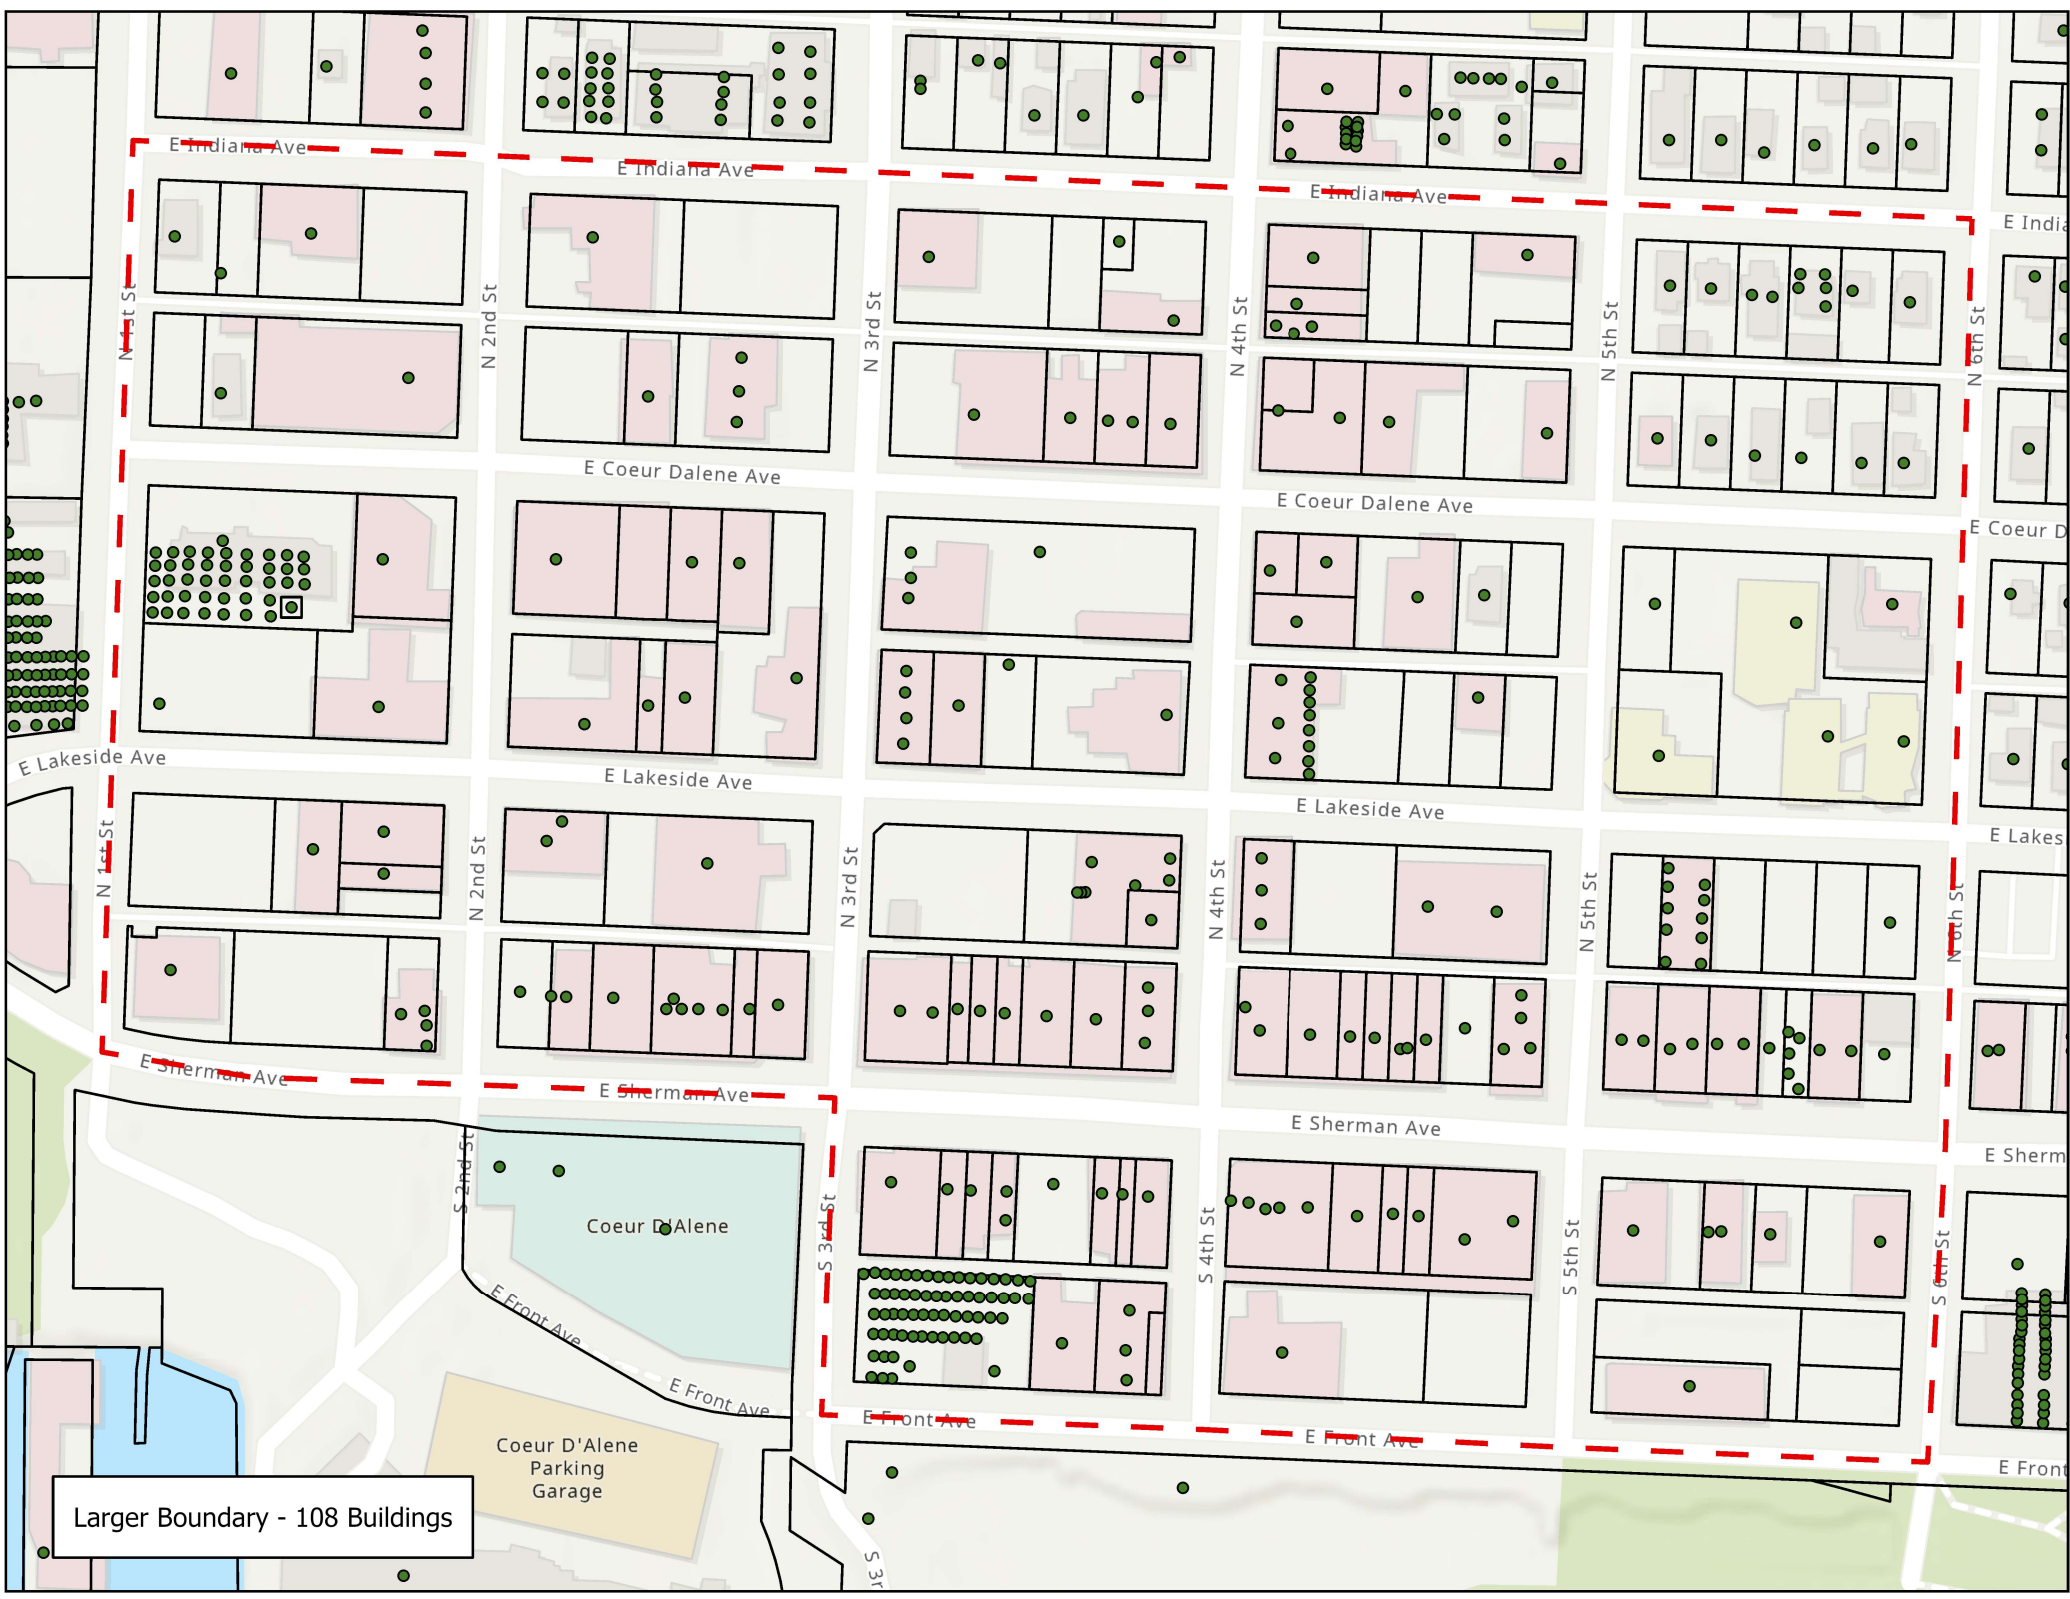 E Indiana Ave
E Indiana Ave
E Indiana Ave
E India
N 1st St
N 2nd St
N 3rd St
N 4th St
N 5th St
N 6th St
E Coeur Dalene Ave
E Coeur Dalene Ave
E Coeur D
E Lakeside Ave
E Lakeside Ave
E Lakeside Ave
E Lakes
N 1st St
N 2nd St
N 3rd St
N 4th St
N 5th St
N 6th St
E Sherman Ave
E Sherman Ave
E Sherman Ave
E Sherm
S 2nd St
S 3rd St
S 4th St
S 5th St
S 6th St
Coeur D'Alene
E Front Ave
E Front Ave
E Front Ave
E Front Ave
E Front
Coeur D'Alene
Parking
Garage
Larger Boundary - 108 Buildings
S 3r